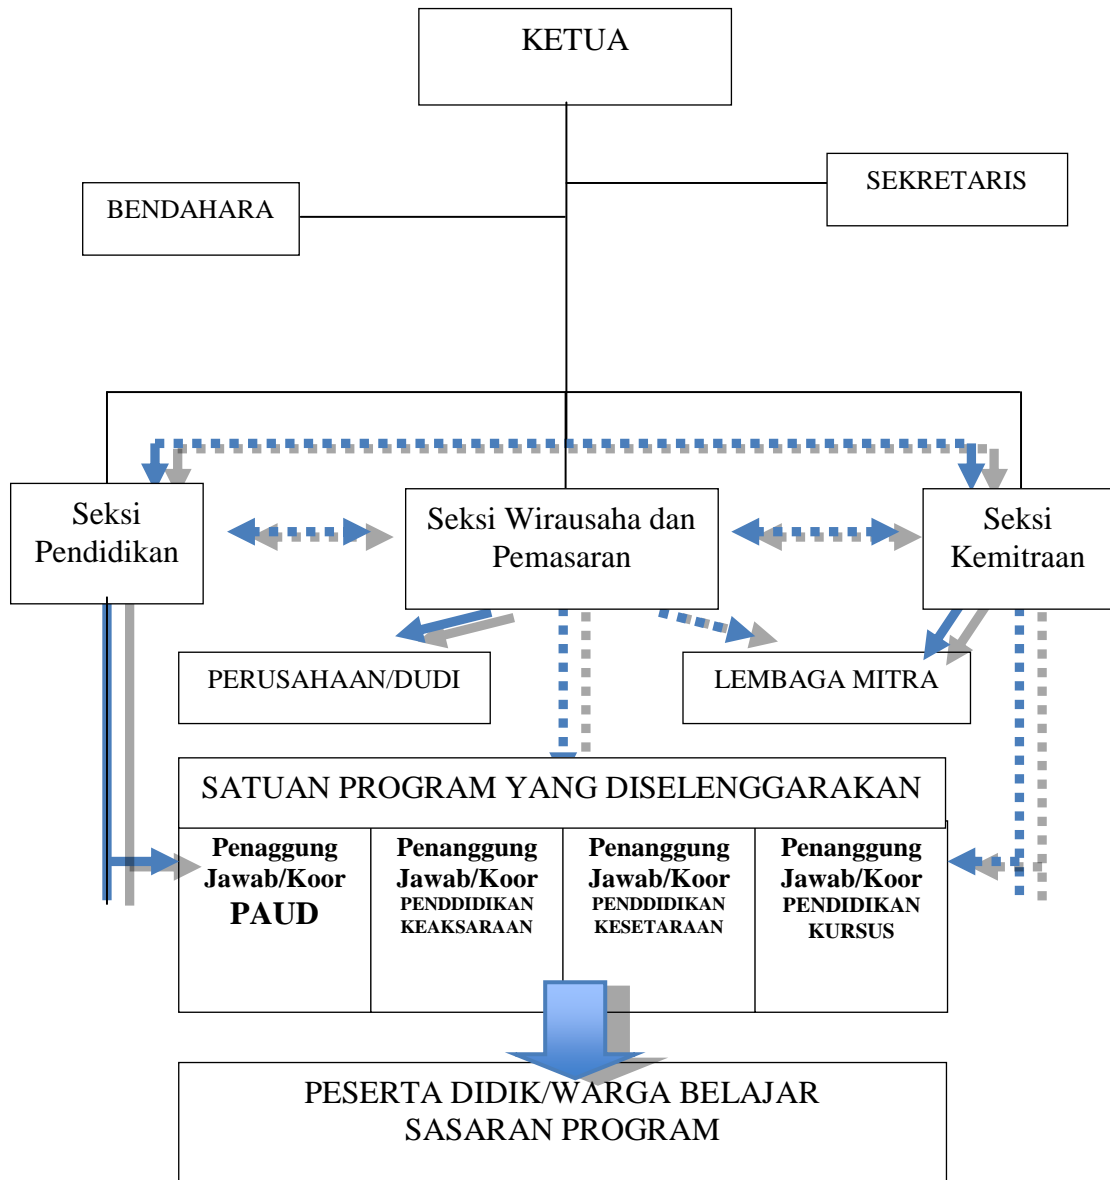 KETUA
SEKRETARIS
BENDAHARA
Seksi
Pendidikan
Seksi Wirausaha dan
Pemasaran
Seksi
Kemitraan
PERUSAHAAN/DUDI
LEMBAGA MITRA
SATUAN PROGRAM YANG DISELENGGARAKAN
Penaggung
Jawab/Koor
PAUD
Penanggung
Jawab/Koor
PENDDIDIKAN
KEAKSARAAN
Penanggung
Jawab/Koor
PENDDIDIKAN
KESETARAAN
Penanggung
Jawab/Koor
PENDIDIKAN
KURSUS
PESERTA DIDIK/WARGA BELAJAR
SASARAN PROGRAM